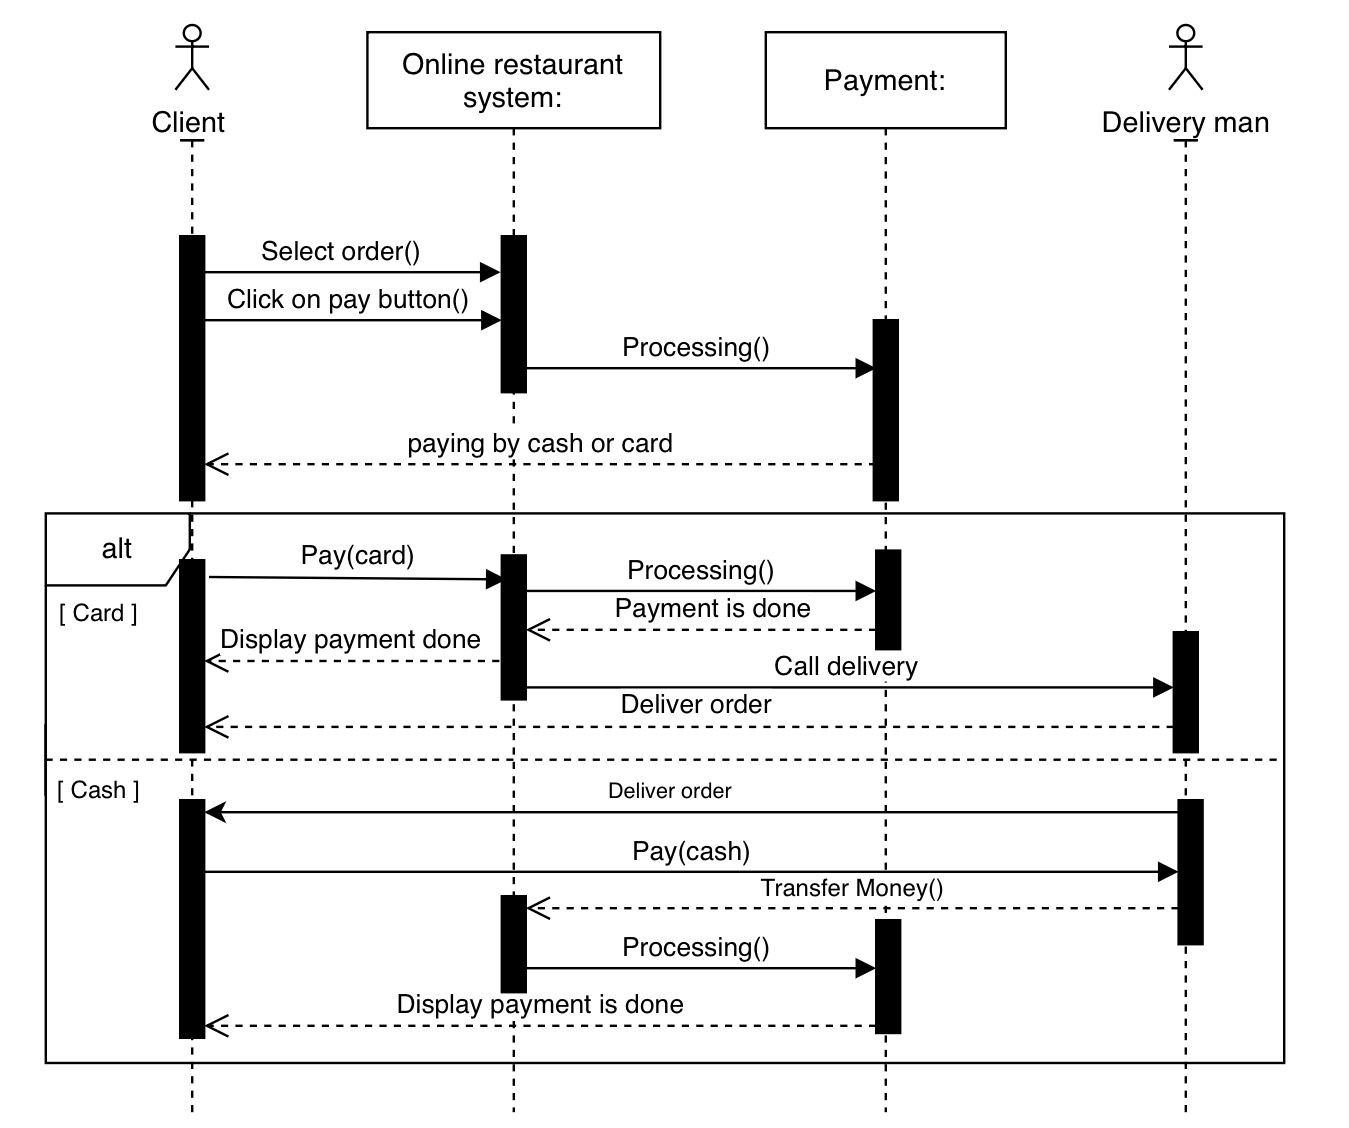 Client
Online restaurant
system:
Payment:
Delivery man
Select order()
Click on pay button()
Processing()
paying by cash or card
alt
[ Card ]
Pay(card)
Processing()
Payment is done
Display payment done
Call delivery
Deliver order
[ Cash ]
Deliver order
Pay(cash)
Transfer Money()
Processing()
Display payment is done